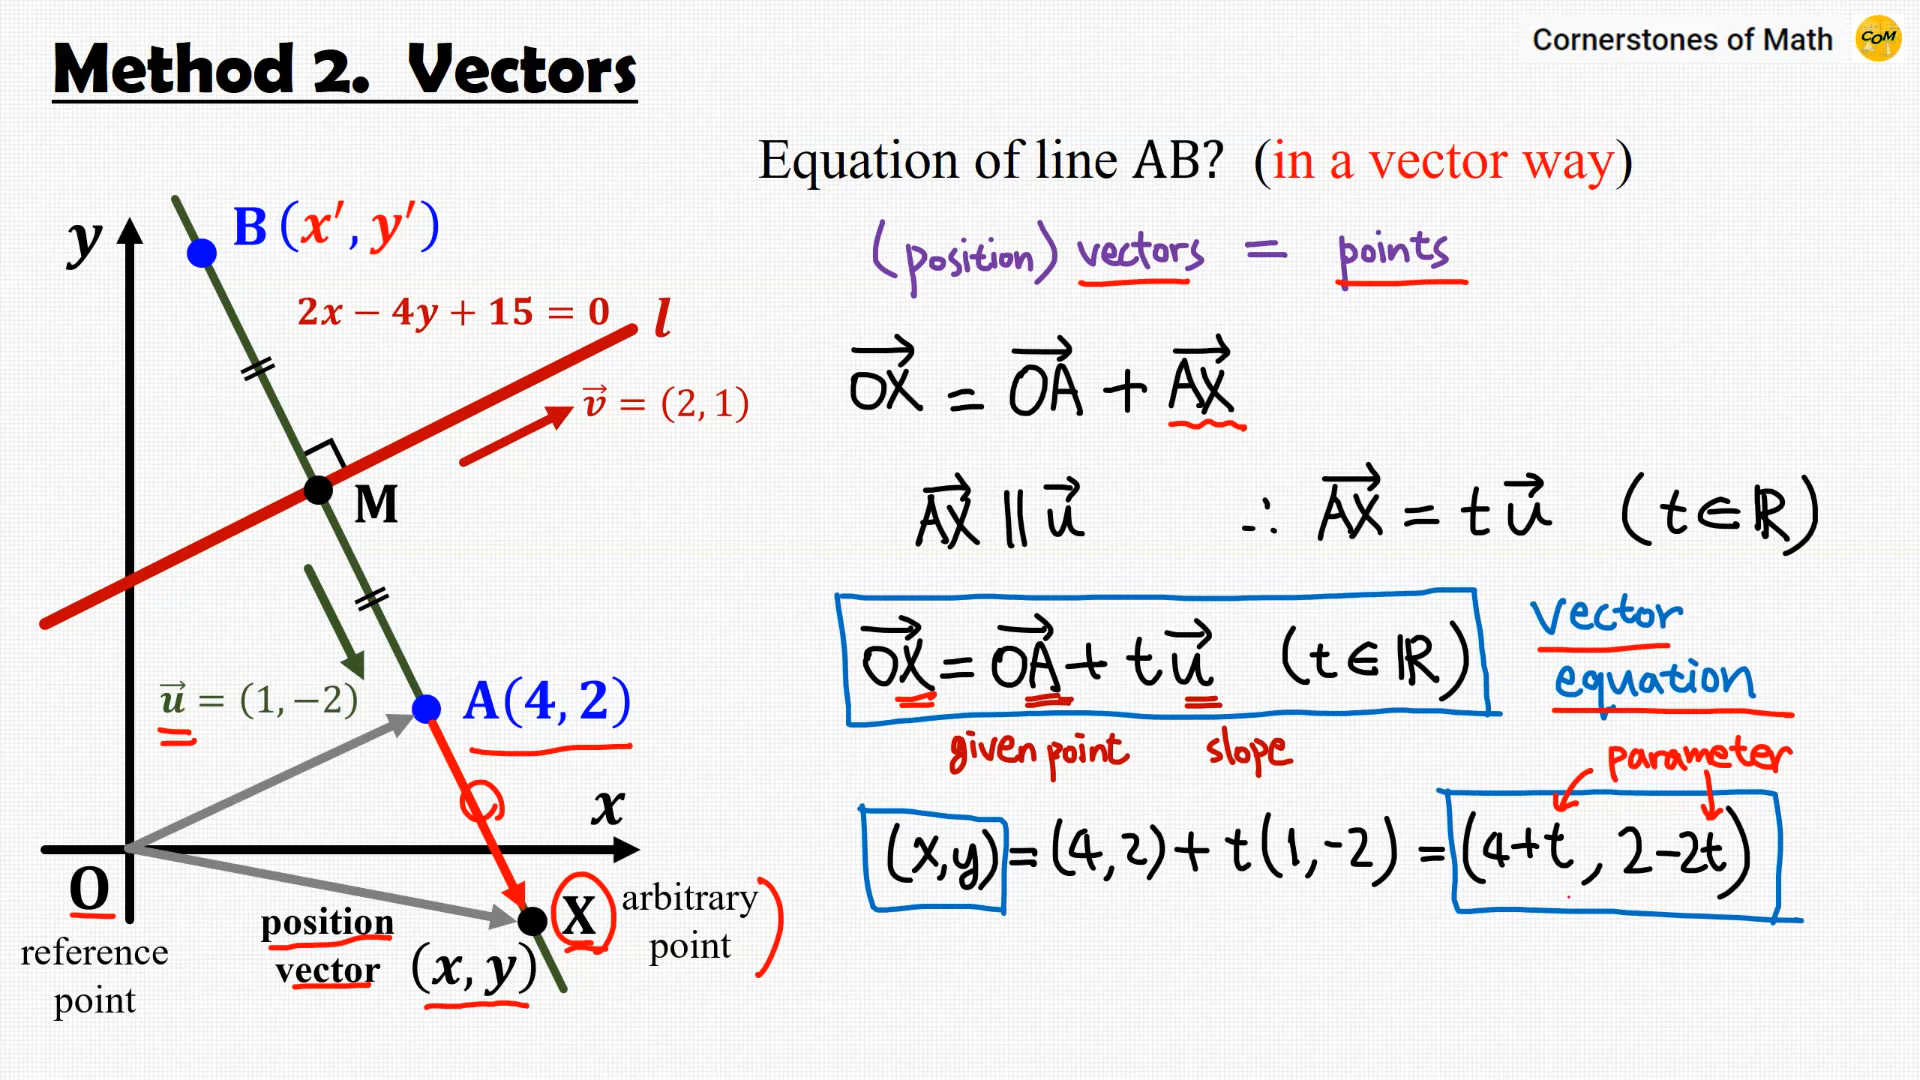 Method 2. Vectors
Cornerstones of Math
COM
Equation of line AB? (in a vector way)
(position) vectors = points
y
B(x′, y′)
2x − 4y + 15 = 0
l
v⃗ = (2, 1)
M
u⃗ = (1, −2)
A(4, 2)
x
O
reference
point
position
vector
X
(x, y)
arbitrary
point
OX⃗ = OA⃗ + AX⃗
AX⃗ ∥ u⃗ ∴ AX⃗ = tu⃗ (t∈ℝ)
OX⃗ = OA⃗ + tu⃗ (t∈ℝ)
vector
equation
given point slope
parameter
(x,y) = (4,2) + t(1,−2) = (4+t, 2−2t)